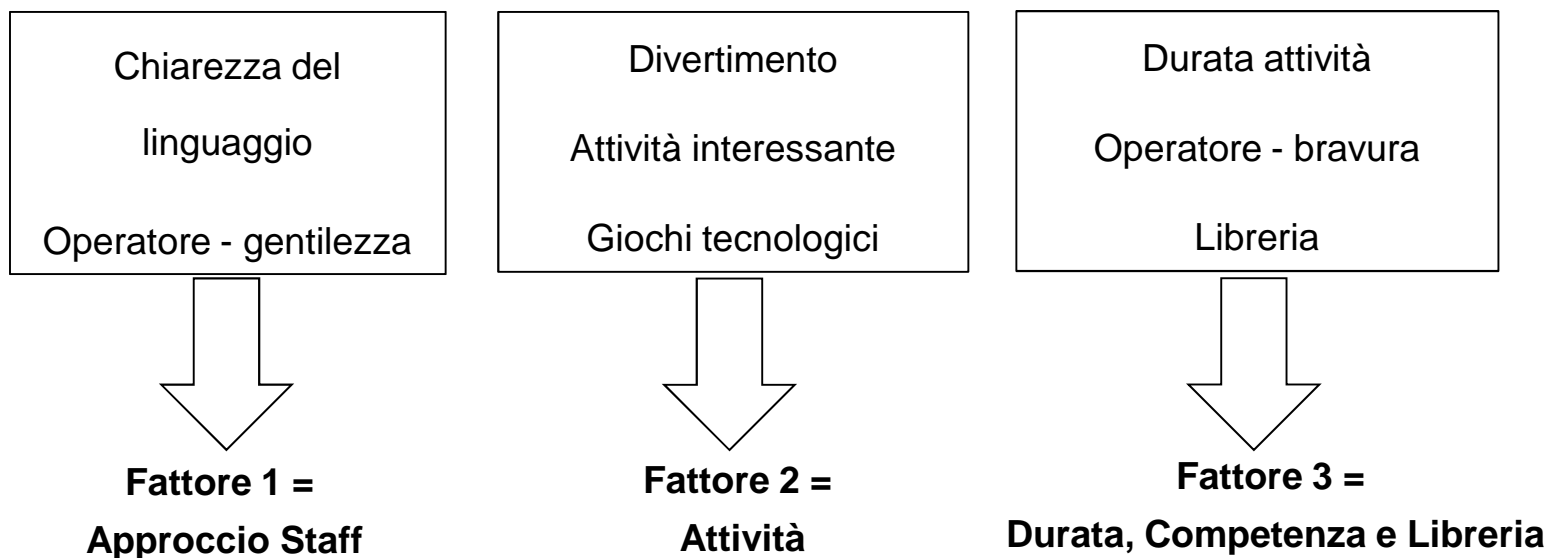 Chiarezza del
linguaggio
Operatore - gentilezza
Fattore 1 =
Approccio Staff
Divertimento
Attività interessante
Giochi tecnologici
Fattore 2 =
Attività
Durata attività
Operatore - bravura
Libreria
Fattore 3 =
Durata, Competenza e Libreria